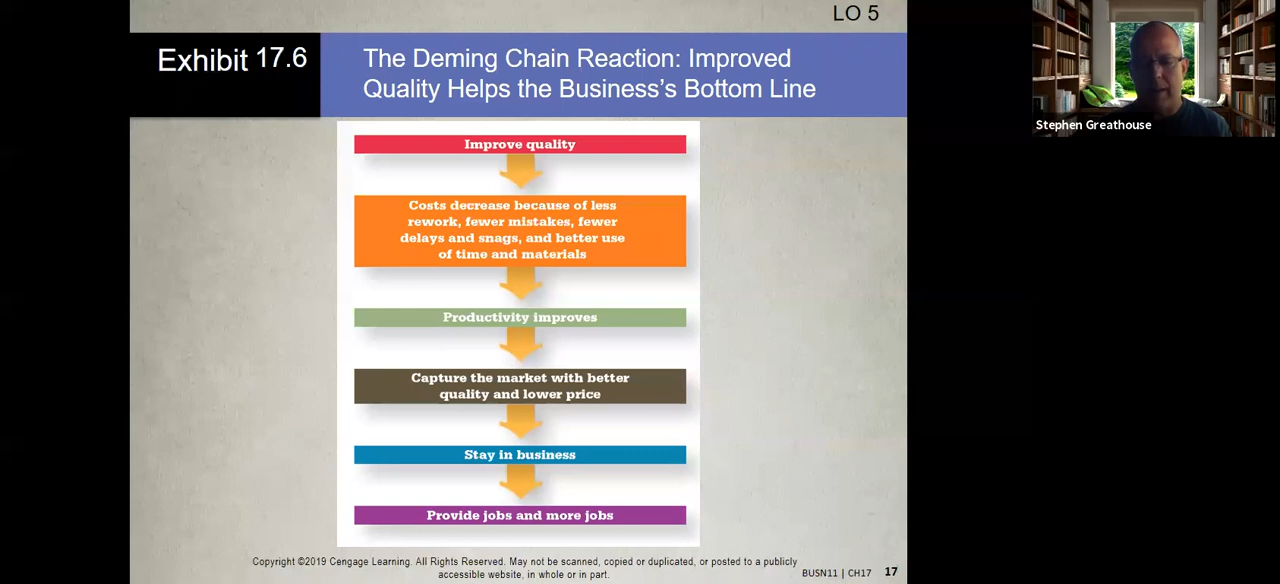 LO 5
Exhibit 17.6
The Deming Chain Reaction: Improved
Quality Helps the Business's Bottom Line
Stephen Greathouse
Improve quality
Costs decrease because of less
rework, fewer mistakes, fewer
delays and snags, and better use
of time and materials
Productivity improves
Capture the market with better
quality and lower price
Stay in business
Provide jobs and more jobs
Copyright ©2019 Cengage Learning. All Rights Reserved. May not be scanned, copied or duplicated, or posted to a publicly
accessible website, in whole or in part.
BUSN11 | CH17 17